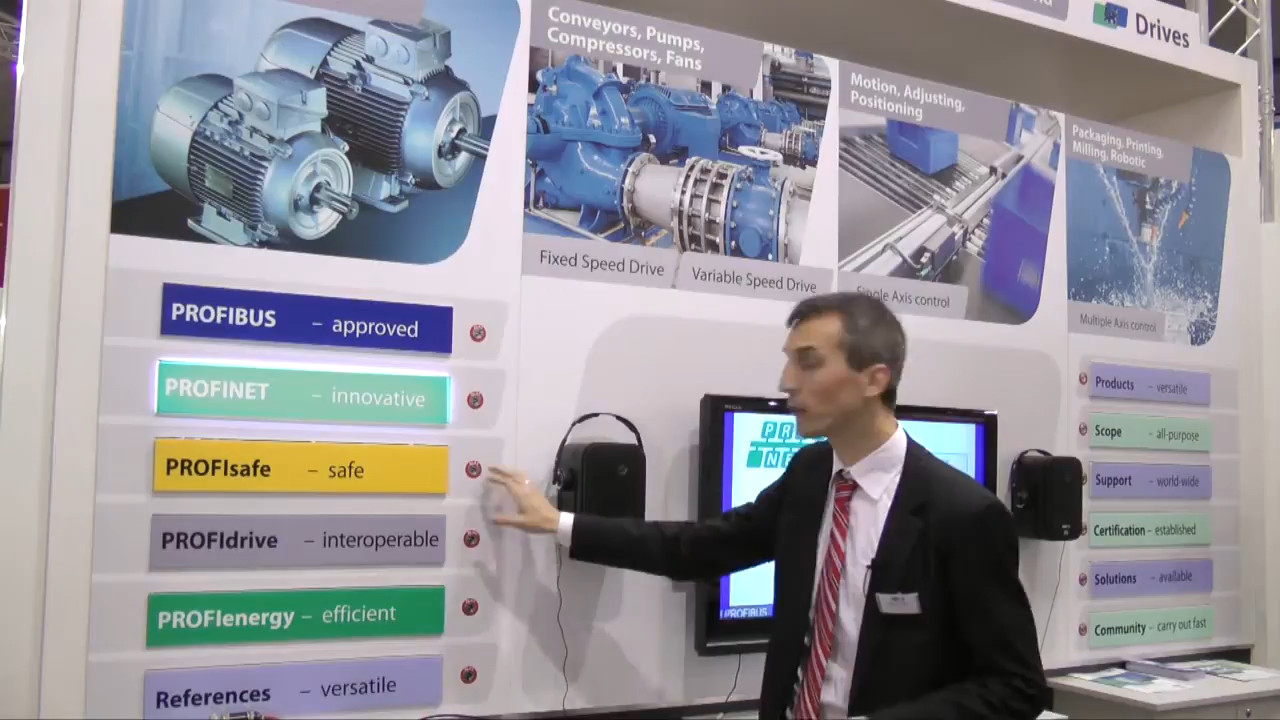 Drives
Conveyors, Pumps,
Compressors, Fans
Motion, Adjusting,
Positioning
Packaging, Printing,
Milling, Robotic
Fixed Speed Drive
Variable Speed Drive
Single Axis control
Multiple Axis control
PROFIBUS – approved
PROFINET – innovative
PROFIsafe – safe
PROFIdrive – interoperable
PROFIenergy – efficient
References – versatile
PROFIBUS
Products – versatile
Scope – all-purpose
Support – world-wide
Certification – established
Solutions – available
Community – carry out fast